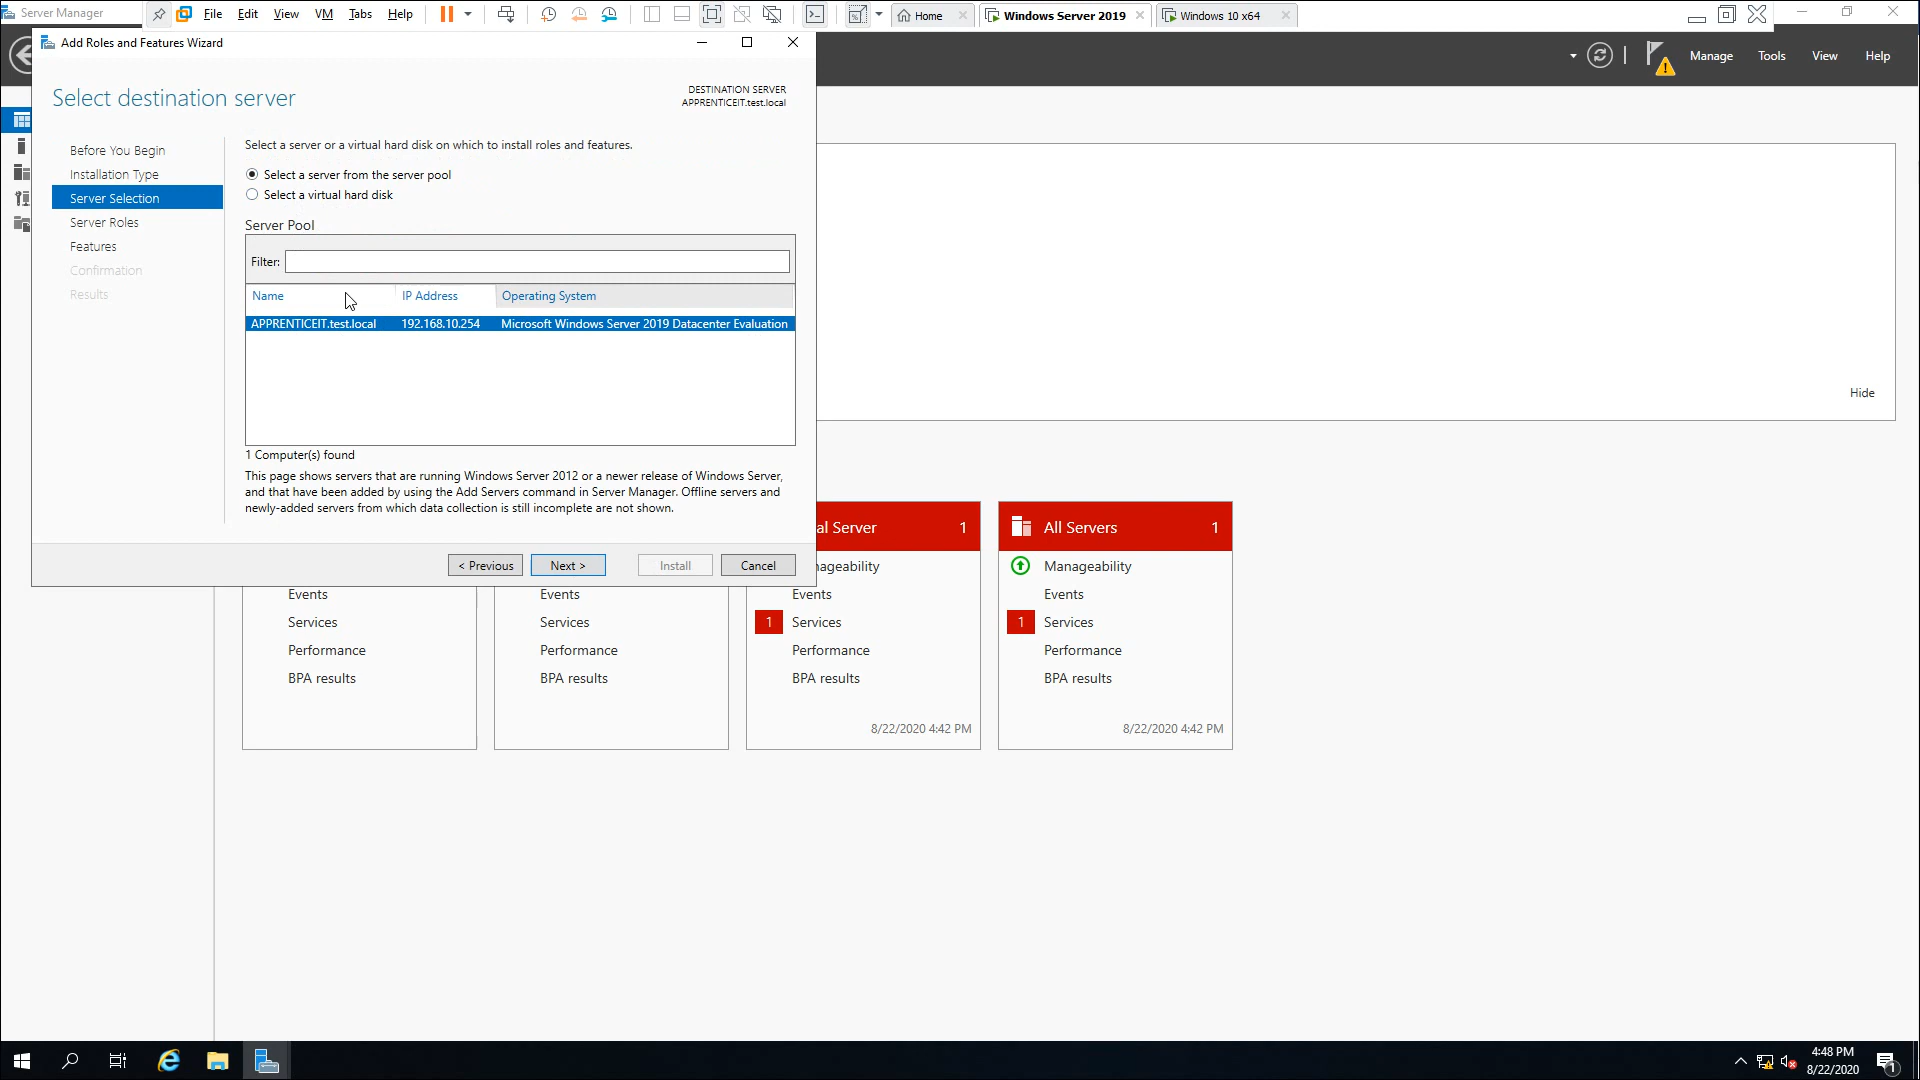 Server Manager
File Edit View VM Tabs Help
Home
Windows Server 2019
Windows 10 x64
Add Roles and Features Wizard
Manage Tools View Help
Select destination server
DESTINATION SERVER
APPRENTICEIT.test.local
Before You Begin
Installation Type
Server Selection
Server Roles
Features
Confirmation
Results
Select a server or a virtual hard disk on which to install roles and features.
Select a server from the server pool
Select a virtual hard disk
Server Pool
Filter:
Name IP Address Operating System
APPRENTICEIT.test.local 192.168.10.254 Microsoft Windows Server 2019 Datacenter Evaluation
1 Computer(s) found
This page shows servers that are running Windows Server 2012 or a newer release of Windows Server,
and that have been added by using the Add Servers command in Server Manager. Offline servers and
newly-added servers from which data collection is still incomplete are not shown.
< Previous Next > Install Cancel
Hide
Events
Services
Performance
BPA results
Events
Services
Performance
BPA results
al Server 1
nageability
Events
1 Services
Performance
BPA results
8/22/2020 4:42 PM
All Servers 1
Manageability
Events
1 Services
Performance
BPA results
8/22/2020 4:42 PM
4:48 PM
8/22/2020
1